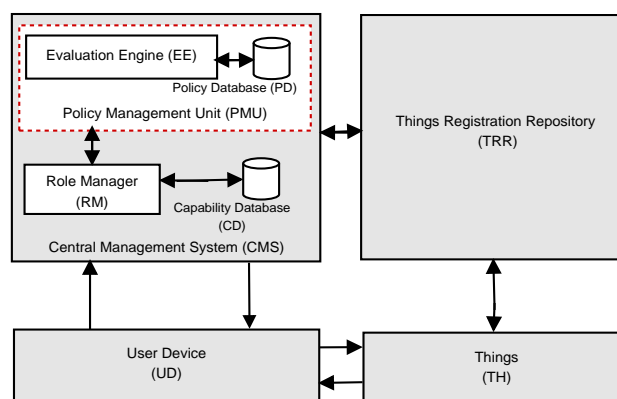 Evaluation Engine (EE)
Policy Database (PD)
Policy Management Unit (PMU)
Role Manager
(RM)
Capability Database
(CD)
Central Management System (CMS)
Things Registration Repository
(TRR)
User Device
(UD)
Things
(TH)